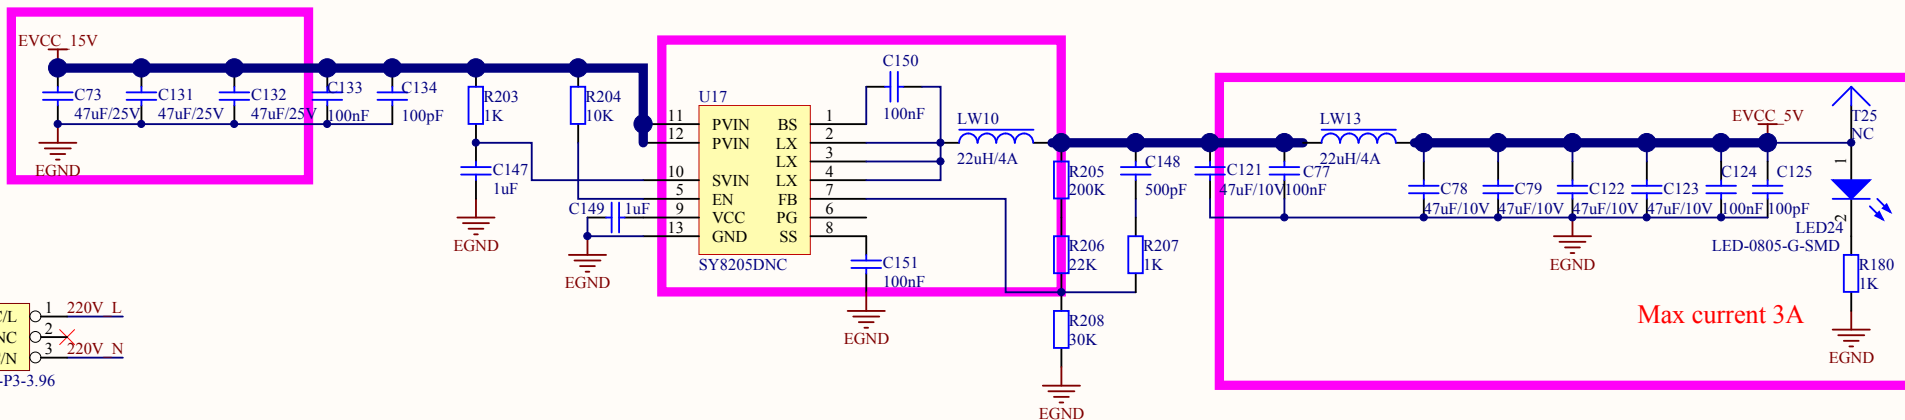 EVCC_15V
C73
47uF/25V
C131
47uF/25V
C132
47uF/25V
C133
100nF
C134
100pF
EGND
R203
1K
C147
1uF
EGND
R204
10K
C149
1uF
EGND
U17
11 PVIN BS 1
12 PVIN LX 2
LX 3
10 SVIN LX 4
5 EN FB 7
9 VCC PG 6
13 GND SS 8
SY8205DNC
C150
100nF
C151
100nF
EGND
LW10
22uH/4A
R205
200K
R206
22K
R208
30K
EGND
C148
500pF
R207
1K
C121
47uF/10V
C77
100nF
LW13
22uH/4A
C78
47uF/10V
C79
47uF/10V
C122
47uF/10V
C123
47uF/10V
C124
100nF
C125
100pF
EGND
EVCC_5V
T25
NC
1
2
LED24
LED-0805-G-SMD
R180
1K
EGND
Max current 3A
/L 1 220V_L
NC 2
/N 3 220V_N
-P3-3.96